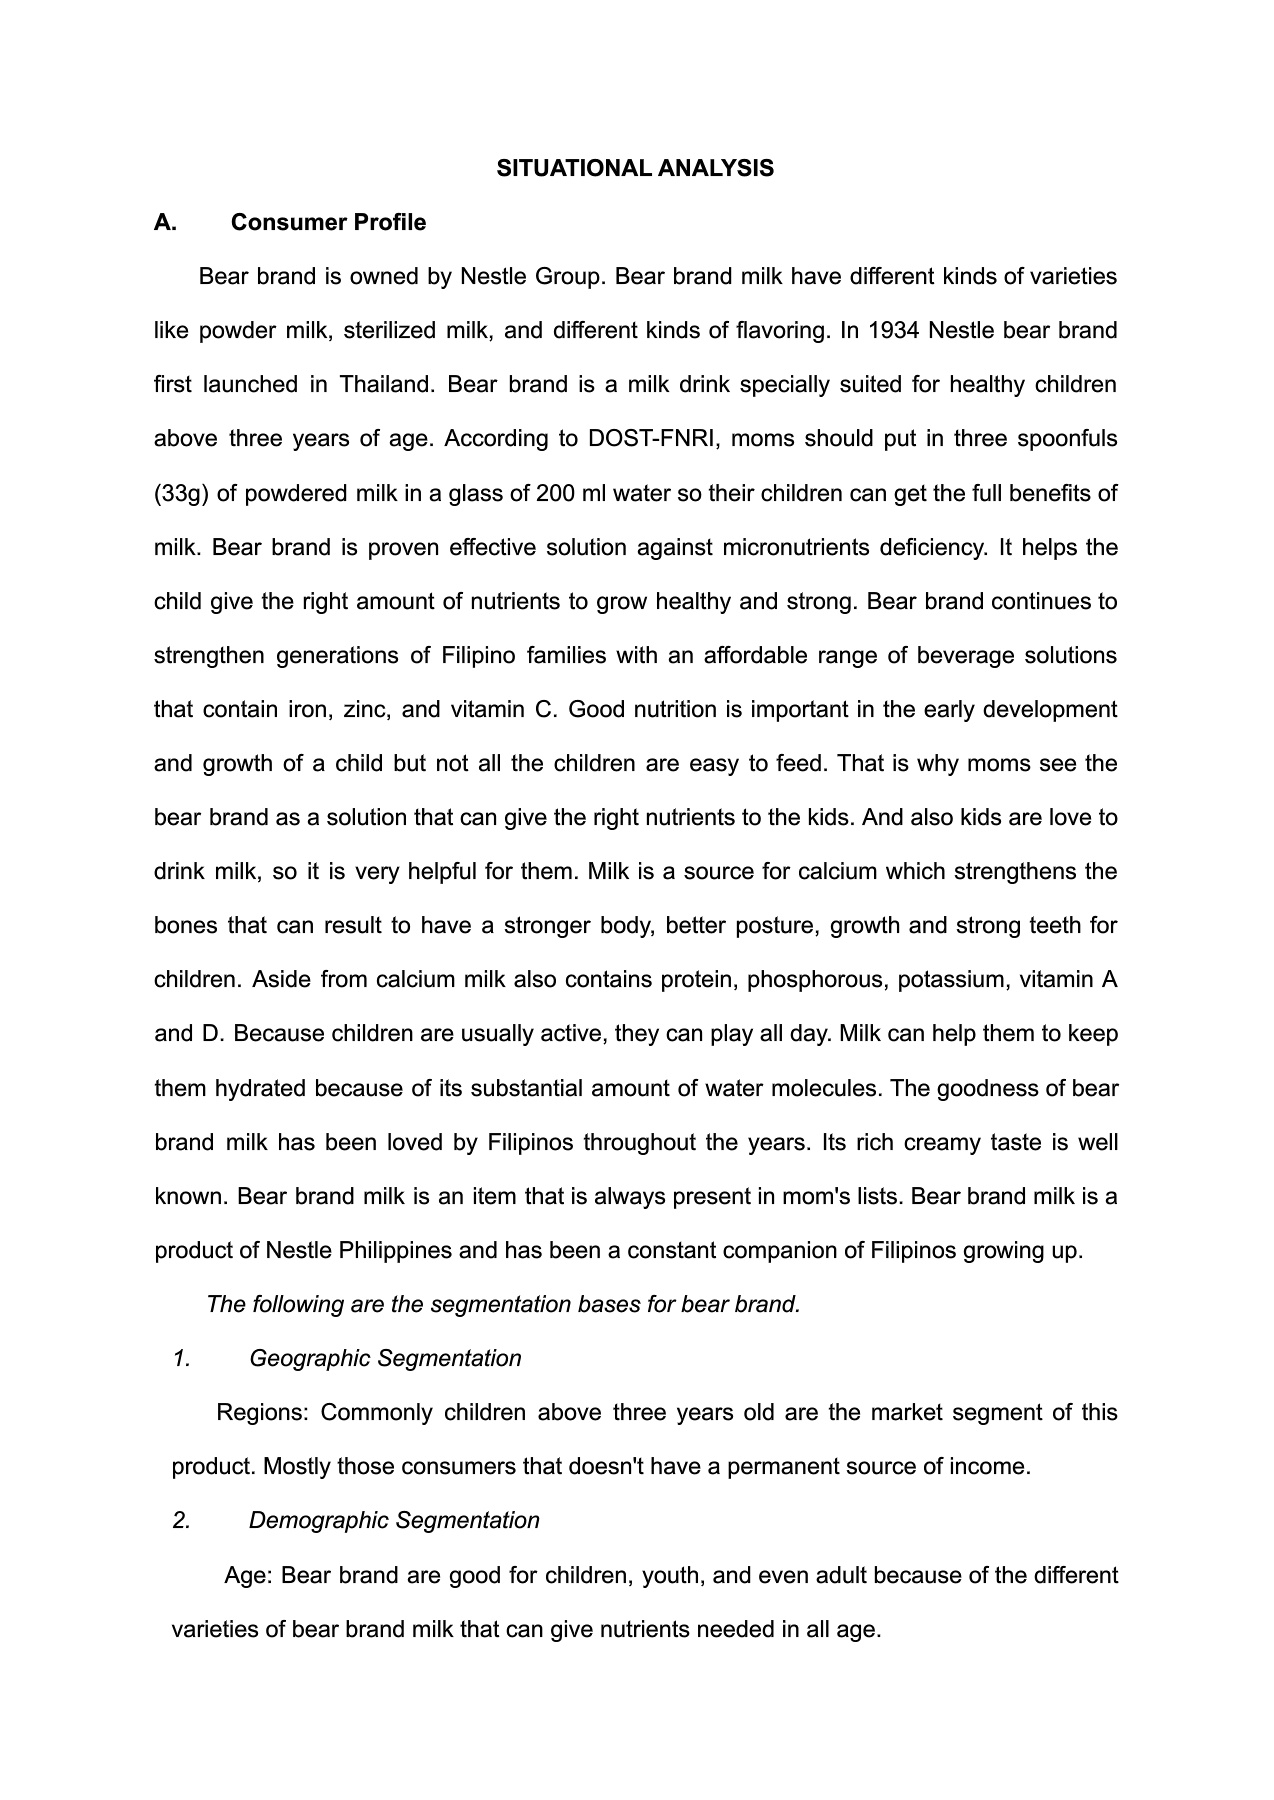 SITUATIONAL ANALYSIS
A. Consumer Profile
Bear brand is owned by Nestle Group. Bear brand milk have different kinds of varieties
like powder milk, sterilized milk, and different kinds of flavoring. In 1934 Nestle bear brand
first launched in Thailand. Bear brand is a milk drink specially suited for healthy children
above three years of age. According to DOST-FNRI, moms should put in three spoonfuls
(33g) of powdered milk in a glass of 200 ml water so their children can get the full benefits of
milk. Bear brand is proven effective solution against micronutrients deficiency. It helps the
child give the right amount of nutrients to grow healthy and strong. Bear brand continues to
strengthen generations of Filipino families with an affordable range of beverage solutions
that contain iron, zinc, and vitamin C. Good nutrition is important in the early development
and growth of a child but not all the children are easy to feed. That is why moms see the
bear brand as a solution that can give the right nutrients to the kids. And also kids are love to
drink milk, so it is very helpful for them. Milk is a source for calcium which strengthens the
bones that can result to have a stronger body, better posture, growth and strong teeth for
children. Aside from calcium milk also contains protein, phosphorous, potassium, vitamin A
and D. Because children are usually active, they can play all day. Milk can help them to keep
them hydrated because of its substantial amount of water molecules. The goodness of bear
brand milk has been loved by Filipinos throughout the years. Its rich creamy taste is well
known. Bear brand milk is an item that is always present in mom's lists. Bear brand milk is a
product of Nestle Philippines and has been a constant companion of Filipinos growing up.
The following are the segmentation bases for bear brand.
1. Geographic Segmentation
Regions: Commonly children above three years old are the market segment of this
product. Mostly those consumers that doesn't have a permanent source of income.
2. Demographic Segmentation
Age: Bear brand are good for children, youth, and even adult because of the different
varieties of bear brand milk that can give nutrients needed in all age.